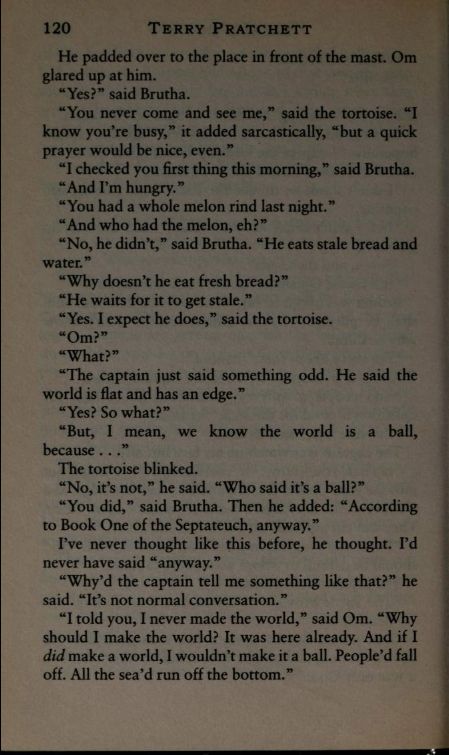 120 TERRY PRATCHETT
He padded over to the place in front of the mast. Om
glared up at him.
“Yes?” said Brutha.
“You never come and see me,” said the tortoise. “I
know you’re busy,” it added sarcastically, “but a quick
prayer would be nice, even.”
“I checked you first thing this morning,” said Brutha.
“And I’m hungry.”
“You had a whole melon rind last night.”
“And who had the melon, eh?”
“No, he didn’t,” said Brutha. “He eats stale bread and
water.”
“Why doesn’t he eat fresh bread?”
“He waits for it to get stale.”
“Yes. I expect he does,” said the tortoise.
“Om?”
“What?”
“The captain just said something odd. He said the
world is flat and has an edge.”
“Yes? So what?”
“But, I mean, we know the world is a ball,
because . . .”
The tortoise blinked.
“No, it’s not,” he said. “Who said it’s a ball?”
“You did,” said Brutha. Then he added: “According
to Book One of the Septateuch, anyway.”
I’ve never thought like this before, he thought. I’d
never have said “anyway.”
“Why’d the captain tell me something like that?” he
said. “It’s not normal conversation.”
“I told you, I never made the world,” said Om. “Why
should I make the world? It was here already. And if I
did make a world, I wouldn’t make it a ball. People’d fall
off. All the sea’d run off the bottom.”